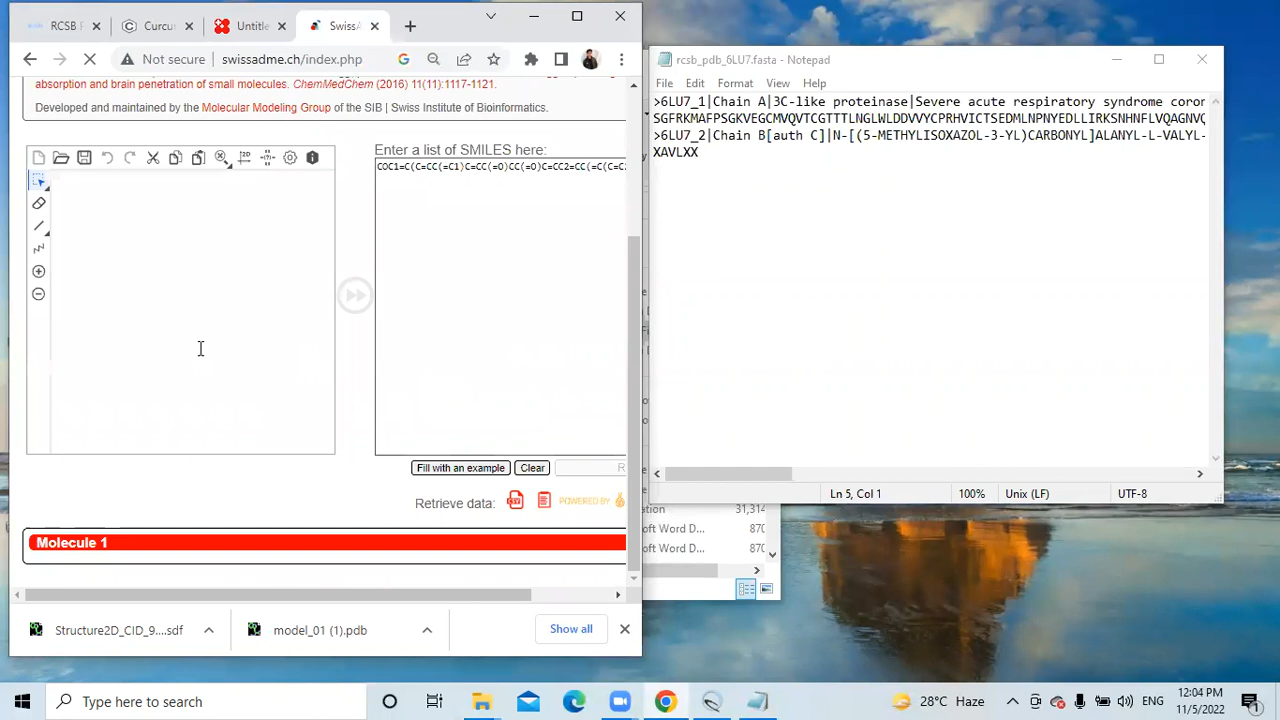 RCSB P
Curcu
Untitle
SwissA
Not secure
swissadme.ch/index.php
absorption and brain penetration of small molecules. ChemMedChem (2016) 11(11):1117-1121.
Developed and maintained by the Molecular Modeling Group of the SIB | Swiss Institute of Bioinformatics.
Enter a list of SMILES here:
COC1=C(C=CC(=C1)C=CC(=O)CC(=O)C=CC2=CC(=C(C=C2
Fill with an example
Clear
R
Retrieve data:
CSV
POWERED BY
Molecule 1
Structure2D_CID_9....sdf
model_01 (1).pdb
Show all
rcsb_pdb_6LU7.fasta - Notepad
File Edit Format View Help
>6LU7_1|Chain A|3C-like proteinase|Severe acute respiratory syndrome coron
SGFRKMAFPSGKVEGCMVQVTCGTTTLNGLWLDDVVYCPRHVICTSEDMLNPNYEDLLIRKSNHNFLVQAGNVQ
>6LU7_2|Chain B[auth C]|N-[(5-METHYLISOXAZOL-3-YL)CARBONYL]ALANYL-L-VALYL-
XAVLXX
Ln 5, Col 1
100%
Unix (LF)
UTF-8
ation
31,314
oft Word D...
870
oft Word D...
870
Type here to search
28°C Haze
ENG
12:04 PM
11/5/2022
1